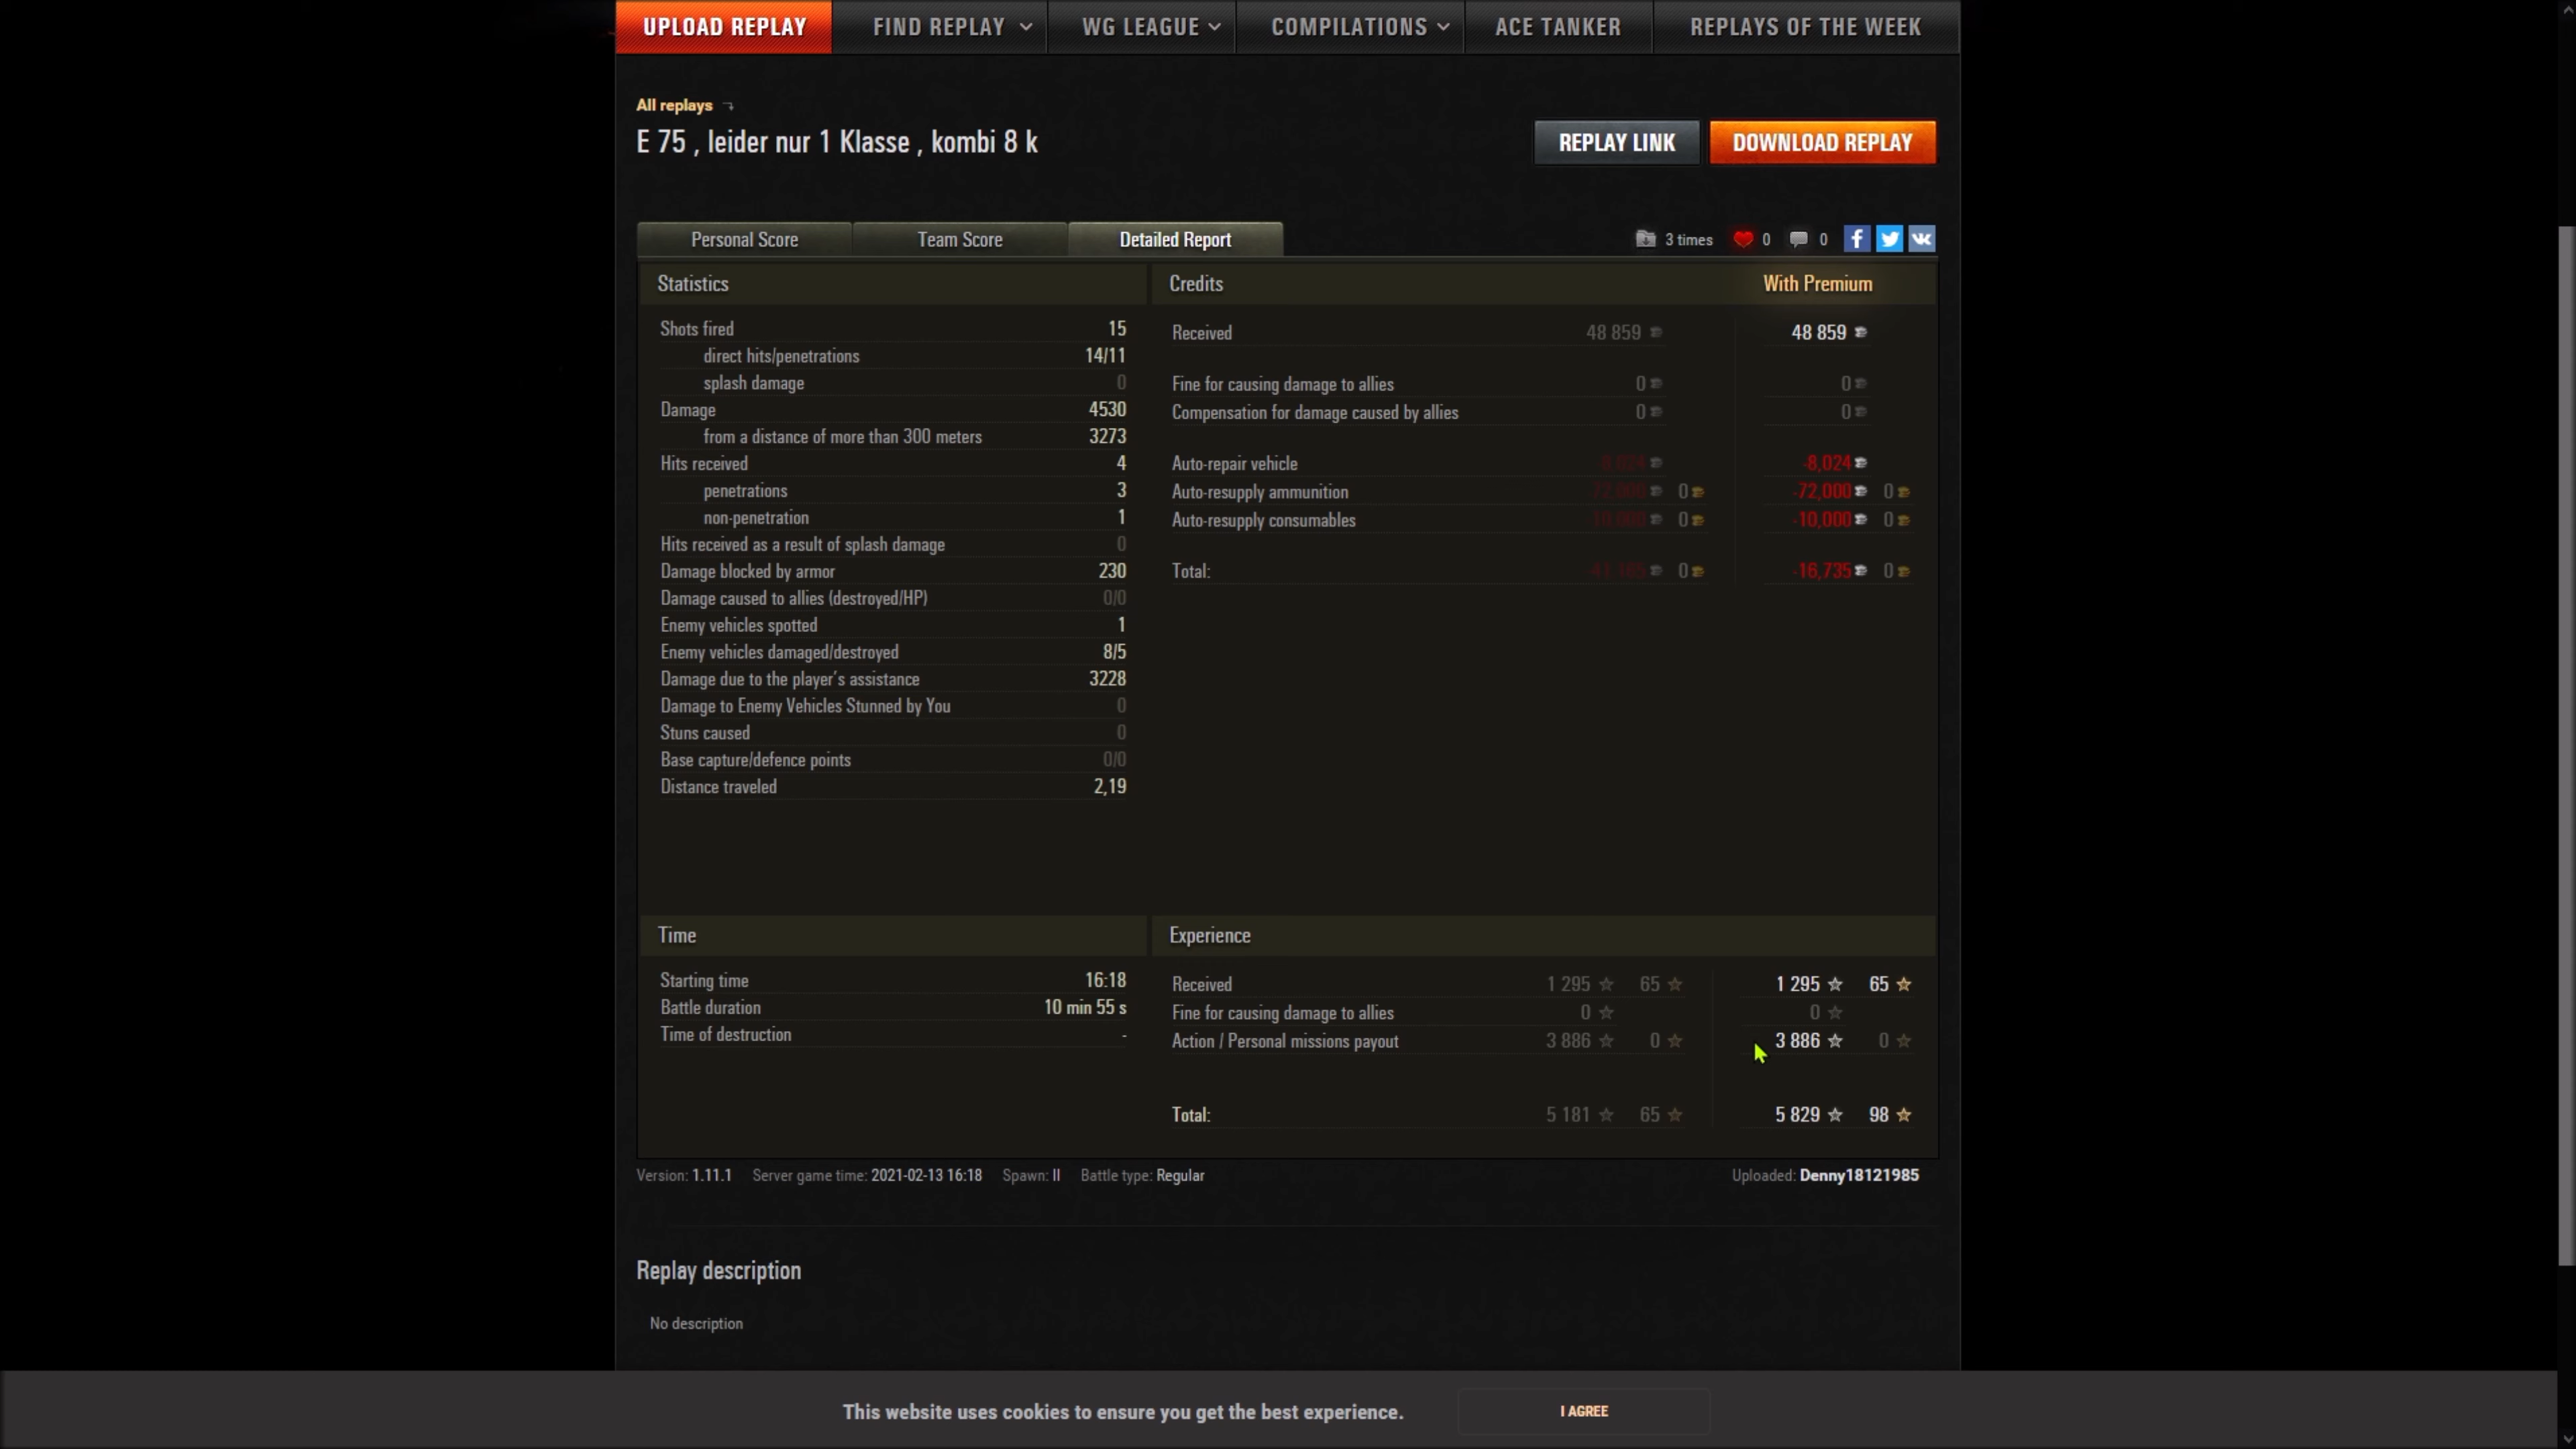 UPLOAD REPLAY FIND REPLAY WG LEAGUE COMPILATIONS ACE TANKER REPLAYS OF THE WEEK
All replays
E 75 , leider nur 1 Klasse , kombi 8 k
REPLAY LINK DOWNLOAD REPLAY
Personal Score Team Score Detailed Report 3 times 0 0
Statistics
Shots fired 15
direct hits/penetrations 14/11
splash damage 0
Damage 4530
from a distance of more than 300 meters 3273
Hits received 4
penetrations 3
non-penetration 1
Hits received as a result of splash damage 0
Damage blocked by armor 230
Damage caused to allies (destroyed/HP) 0/0
Enemy vehicles spotted 1
Enemy vehicles damaged/destroyed 8/5
Damage due to the player's assistance 3228
Damage to Enemy Vehicles Stunned by You 0
Stuns caused 0
Base capture/defence points 0/0
Distance traveled 2,19
Credits With Premium
Received 48 859 48 859
Fine for causing damage to allies 0 0
Compensation for damage caused by allies 0 0
Auto-repair vehicle -8,024 -8,024
Auto-resupply ammunition -72,000 0 -72,000 0
Auto-resupply consumables -10,000 0 -10,000 0
Total: 0 -16,735 0
Time
Starting time 16:18
Battle duration 10 min 55 s
Time of destruction -
Experience
Received 1 295 65 1 295 65
Fine for causing damage to allies 0 0
Action / Personal missions payout 3 886 0 3 886 0
Total: 5 181 65 5 829 98
Version: 1.11.1 Server game time: 2021-02-13 16:18 Spawn: II Battle type: Regular Uploaded: Denny18121985
Replay description
No description
This website uses cookies to ensure you get the best experience. I AGREE